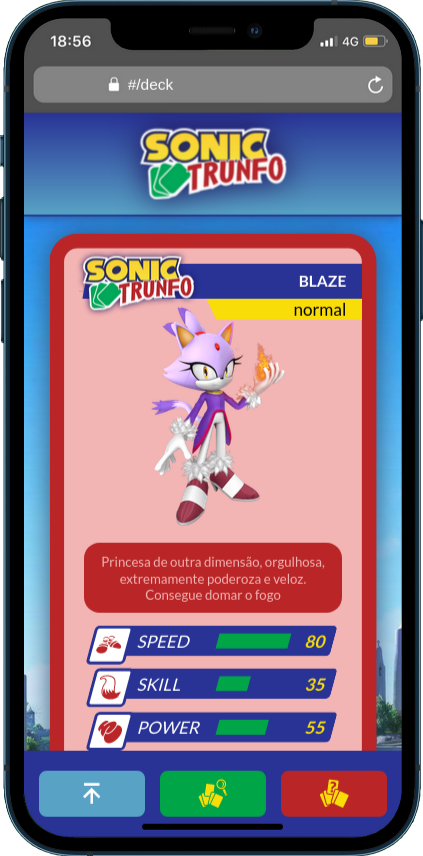 18:56
4G
#/deck
SONIC
TRUNFO
SONIC
TRUNFO
BLAZE
normal
Princesa de outra dimensão, orgulhosa,
extremamente poderoza e veloz.
Consegue domar o fogo
SPEED 80
SKILL 35
POWER 55
?